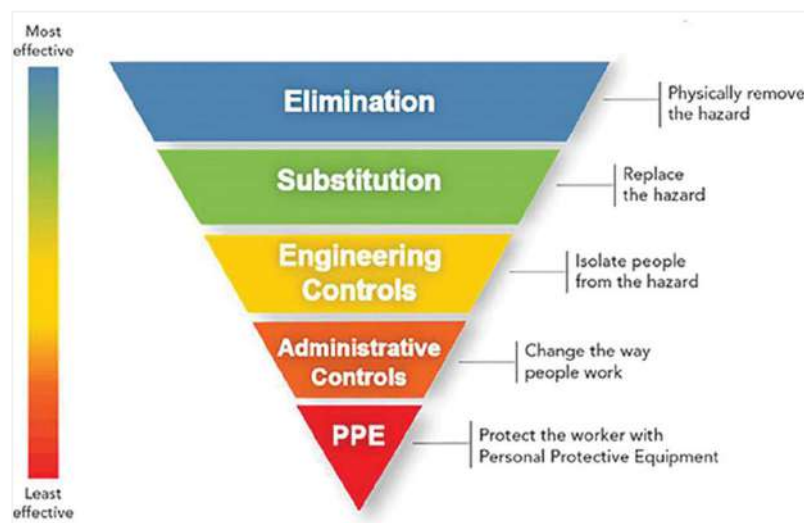 Most
effective
Elimination
Physically remove
the hazard
Substitution
Replace
the hazard
Engineering
Controls
Isolate people
from the hazard
Administrative
Controls
Change the way
people work
PPE
Protect the worker with
Personal Protective Equipment
Least
effective